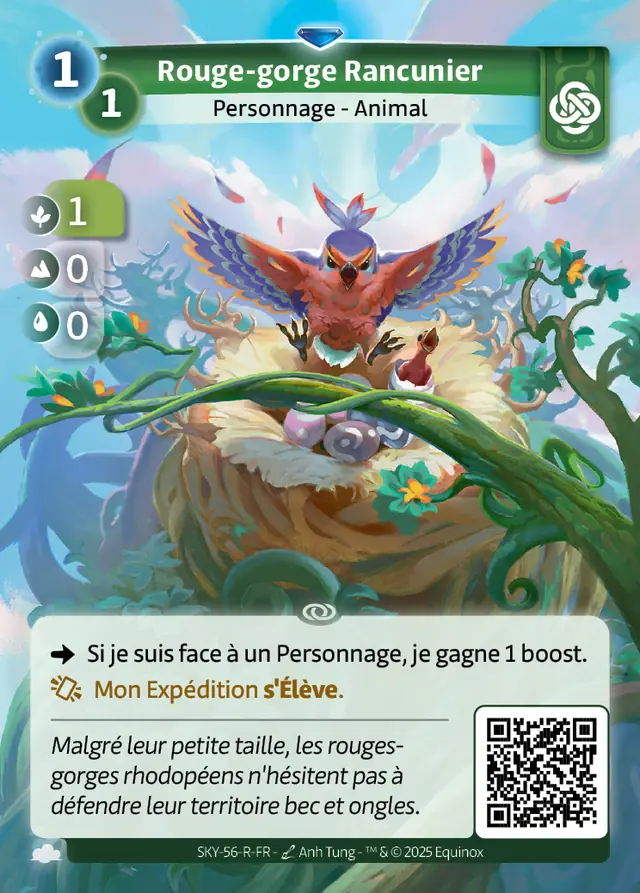 1
Rouge-gorge Rancunier
1
Personnage - Animal
1
0
0
Si je suis face à un Personnage, je gagne 1 boost.
Mon Expédition s'Élève.
Malgré leur petite taille, les rouges-
gorges rhodopéens n'hésitent pas à
défendre leur territoire bec et ongles.
SKY-56-R-FR - Anh Tung - ™ & © 2025 Equinox